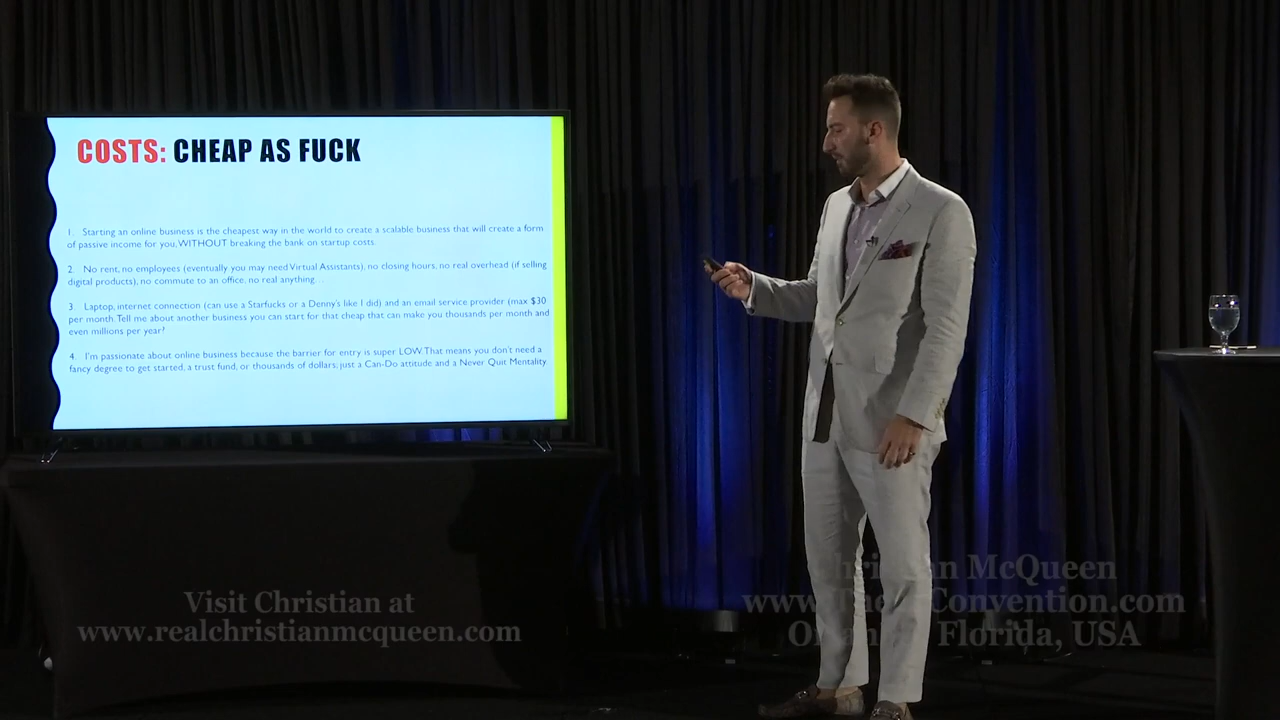 COSTS: CHEAP AS FUCK
1. Starting an online business is the cheapest way in the world to create a scalable business that will create a form
of passive income for you, WITHOUT breaking the bank on startup costs.
2. No rent, no employees (eventually you may need Virtual Assistants), no closing hours, no real overhead (if selling
digital products), no commute to an office, no real anything…
3. Laptop, internet connection (can use a Starfucks or a Denny's like I did) and an email service provider (max $30
per month. Tell me about another business you can start for that cheap that can make you thousands per month and
even millions per year?
4. I'm passionate about online business because the barrier for entry is super LOW. That means you don't need a
fancy degree to get started, a trust fund, or thousands of dollars; just a Can-Do attitude and a Never Quit Mentality.
Visit Christian at
www.realchristianmcqueen.com
McQueen
Convention.com
Florida, USA